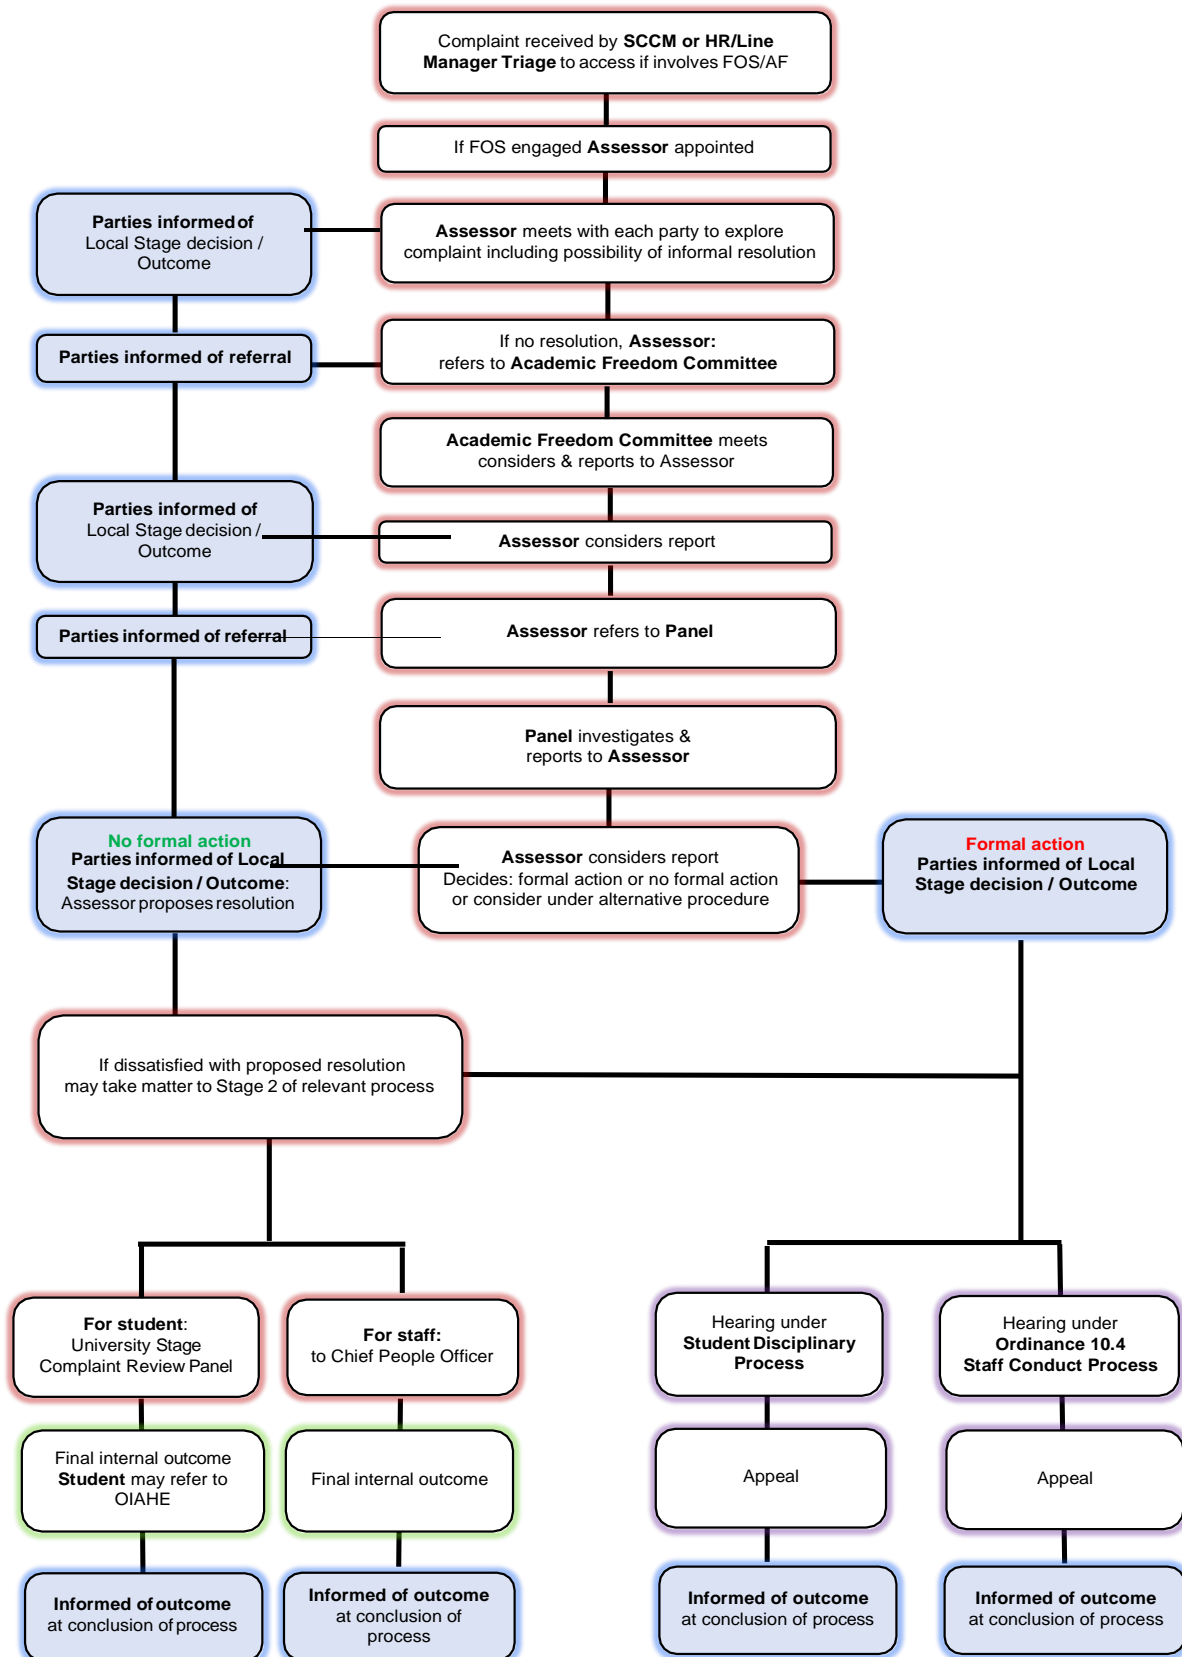 Complaint received by SCCM or HR/Line
Manager Triage to access if involves FOS/AF
If FOS engaged Assessor appointed
Parties informed of
Local Stage decision /
Outcome
Assessor meets with each party to explore
complaint including possibility of informal resolution
Parties informed of referral
If no resolution, Assessor:
refers to Academic Freedom Committee
Academic Freedom Committee meets
considers & reports to Assessor
Parties informed of
Local Stage decision /
Outcome
Assessor considers report
Parties informed of referral
Assessor refers to Panel
Panel investigates &
reports to Assessor
No formal action
Parties informed of Local
Stage decision / Outcome:
Assessor proposes resolution
Assessor considers report
Decides: formal action or no formal action
or consider under alternative procedure
Formal action
Parties informed of Local
Stage decision / Outcome
If dissatisfied with proposed resolution
may take matter to Stage 2 of relevant process
For student:
University Stage
Complaint Review Panel
For staff:
to Chief People Officer
Hearing under
Student Disciplinary
Process
Hearing under
Ordinance 10.4
Staff Conduct Process
Final internal outcome
Student may refer to
OIAHE
Final internal outcome
Appeal
Appeal
Informed of outcome
at conclusion of process
Informed of outcome
at conclusion of
process
Informed of outcome
at conclusion of process
Informed of outcome
at conclusion of process